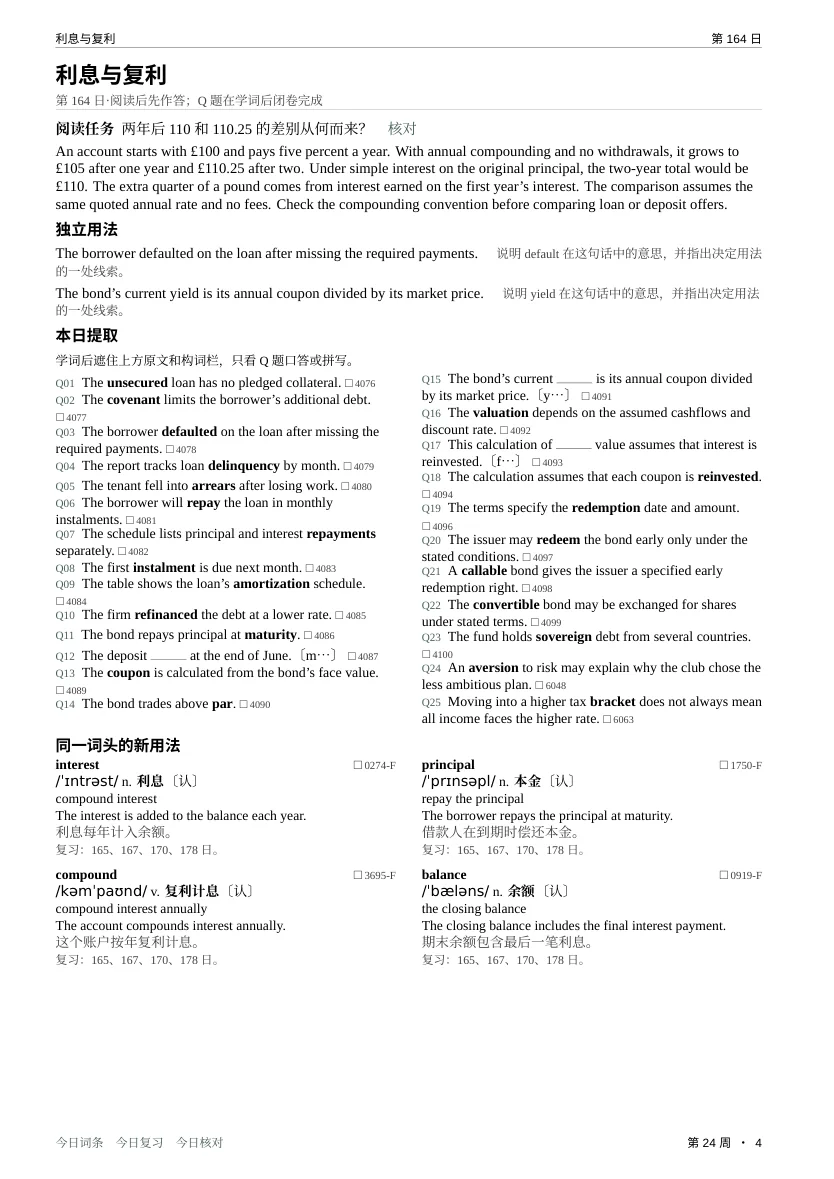 利息与复利
第 164 日
利息与复利
第 164 日·阅读后先作答；Q 题在学词后闭卷完成
阅读任务 两年后 110 和 110.25 的差别从何而来? 核对
An account starts with £100 and pays five percent a year. With annual compounding and no withdrawals, it grows to
£105 after one year and £110.25 after two. Under simple interest on the original principal, the two-year total would be
£110. The extra quarter of a pound comes from interest earned on the first year's interest. The comparison assumes the
same quoted annual rate and no fees. Check the compounding convention before comparing loan or deposit offers.
独立用法
The borrower defaulted on the loan after missing the required payments. 说明 default 在这句话中的意思，并指出决定用法
的一处线索。
The bond's current yield is its annual coupon divided by its market price. 说明 yield 在这句话中的意思，并指出决定用法
的一处线索。
本日提取
学词后遮住上方原文和构词栏，只看 Q 题口答或拼写。
Q01 The unsecured loan has no pledged collateral. □ 4076
Q02 The covenant limits the borrower's additional debt.
□ 4077
Q03 The borrower defaulted on the loan after missing the
required payments. □ 4078
Q04 The report tracks loan delinquency by month. □ 4079
Q05 The tenant fell into arrears after losing work. □ 4080
Q06 The borrower will repay the loan in monthly
instalments. □ 4081
Q07 The schedule lists principal and interest repayments
separately. □ 4082
Q08 The first instalment is due next month. □ 4083
Q09 The table shows the loan's amortization schedule.
□ 4084
Q10 The firm refinanced the debt at a lower rate. □ 4085
Q11 The bond repays principal at maturity. □ 4086
Q12 The deposit _____ at the end of June.〔m···〕 □ 4087
Q13 The coupon is calculated from the bond's face value.
□ 4089
Q14 The bond trades above par. □ 4090
Q15 The bond's current _____ is its annual coupon divided
by its market price.〔y···〕 □ 4091
Q16 The valuation depends on the assumed cashflows and
discount rate. □ 4092
Q17 This calculation of _____ value assumes that interest is
reinvested.〔f···〕 □ 4093
Q18 The calculation assumes that each coupon is reinvested.
□ 4094
Q19 The terms specify the redemption date and amount.
□ 4096
Q20 The issuer may redeem the bond early only under the
stated conditions. □ 4097
Q21 A callable bond gives the issuer a specified early
redemption right. □ 4098
Q22 The convertible bond may be exchanged for shares
under stated terms. □ 4099
Q23 The fund holds sovereign debt from several countries.
□ 4100
Q24 An aversion to risk may explain why the club chose the
less ambitious plan. □ 6048
Q25 Moving into a higher tax bracket does not always mean
all income faces the higher rate. □ 6063
同一词头的新用法
interest □ 0274-F
/ˈɪntrəst/ n. 利息〔认〕
compound interest
The interest is added to the balance each year.
利息每年计入余额。
复习：165、167、170、178 日。
principal □ 1750-F
/ˈprɪnsəpl/ n. 本金〔认〕
repay the principal
The borrower repays the principal at maturity.
借款人在到期时偿还本金。
复习：165、167、170、178 日。
compound □ 3695-F
/kəmˈpaʊnd/ v. 复利计息〔认〕
compound interest annually
The account compounds interest annually.
这个账户按年复利计息。
复习：165、167、170、178 日。
balance □ 0919-F
/ˈbæləns/ n. 余额〔认〕
the closing balance
The closing balance includes the final interest payment.
期末余额包含最后一笔利息。
复习：165、167、170、178 日。
今日词条 今日复习 今日核对
第 24 周 · 4